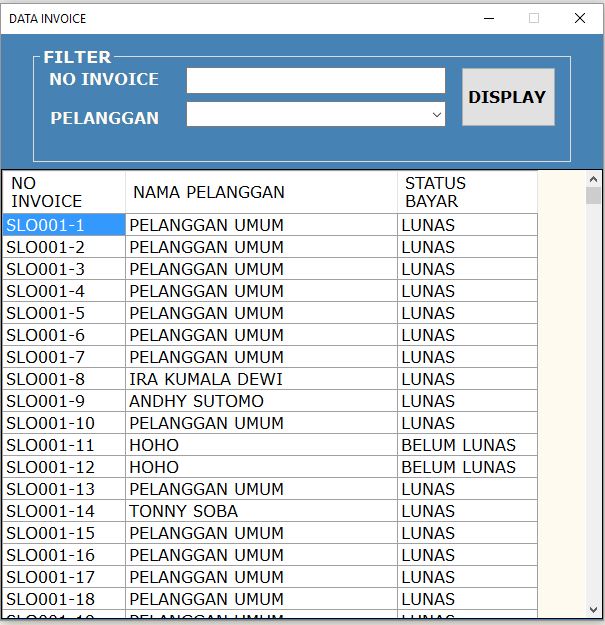 DATA INVOICE
FILTER
NO INVOICE
PELANGGAN
DISPLAY
NO INVOICE NAMA PELANGGAN STATUS BAYAR
SLO001-1 PELANGGAN UMUM LUNAS
SLO001-2 PELANGGAN UMUM LUNAS
SLO001-3 PELANGGAN UMUM LUNAS
SLO001-4 PELANGGAN UMUM LUNAS
SLO001-5 PELANGGAN UMUM LUNAS
SLO001-6 PELANGGAN UMUM LUNAS
SLO001-7 PELANGGAN UMUM LUNAS
SLO001-8 IRA KUMALA DEWI LUNAS
SLO001-9 ANDHY SUTOMO LUNAS
SLO001-10 PELANGGAN UMUM LUNAS
SLO001-11 HOHO BELUM LUNAS
SLO001-12 HOHO BELUM LUNAS
SLO001-13 PELANGGAN UMUM LUNAS
SLO001-14 TONNY SOBA LUNAS
SLO001-15 PELANGGAN UMUM LUNAS
SLO001-16 PELANGGAN UMUM LUNAS
SLO001-17 PELANGGAN UMUM LUNAS
SLO001-18 PELANGGAN UMUM LUNAS